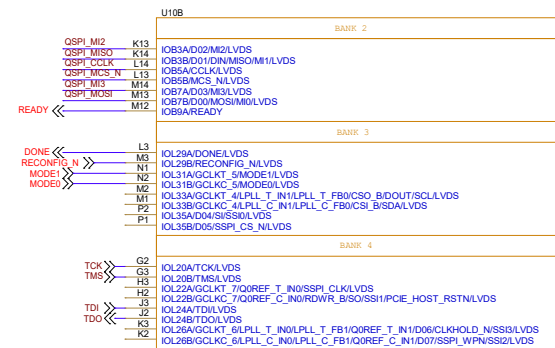 U10B
BANK 2
QSPI_MI2 K13 IOB3A/D02/MI2/LVDS
QSPI_MISO K14 IOB3B/D01/DIN/MISO/MI1/LVDS
QSPI_CCLK L14 IOB5A/CCLK/LVDS
QSPI_MCS_N L13 IOB5B/MCS_N/LVDS
QSPI_MI3 M14 IOB7A/D03/MI3/LVDS
QSPI_MOSI M13 IOB7B/D00/MOSI/MI0/LVDS
READY M12 IOB9A/READY
BANK 3
DONE L3 IOL29A/DONE/LVDS
RECONFIG_N M3 IOL29B/RECONFIG_N/LVDS
MODE1 N1 IOL31A/GCLKT_5/MODE1/LVDS
MODE0 N2 IOL31B/GCLKC_5/MODE0/LVDS
M2 IOL33A/GCLKT_4/LPLL_T_IN1/LPLL_T_FB0/CSO_B/DOUT/SCL/LVDS
M1 IOL33B/GCLKC_4/LPLL_C_IN1/LPLL_C_FB0/CSI_B/SDA/LVDS
P2 IOL35A/D04/SI/SSI0/LVDS
P1 IOL35B/D05/SSPI_CS_N/LVDS
BANK 4
TCK G2 IOL20A/TCK/LVDS
TMS G3 IOL20B/TMS/LVDS
H3 IOL22A/GCLKT_7/Q0REF_T_IN0/SSPI_CLK/LVDS
H2 IOL22B/GCLKC_7/Q0REF_C_IN0/RDWR_B/SO/SSI1/PCIE_HOST_RSTN/LVDS
TDI J3 IOL24A/TDI/LVDS
TDO J2 IOL24B/TDO/LVDS
K3 IOL26A/GCLKT_6/LPLL_T_IN0/LPLL_T_FB1/Q0REF_T_IN1/D06/CLKHOLD_N/SSI3/LVDS
K2 IOL26B/GCLKC_6/LPLL_C_IN0/LPLL_C_FB1/Q0REF_C_IN1/D07/SSPI_WPN/SSI2/LVDS